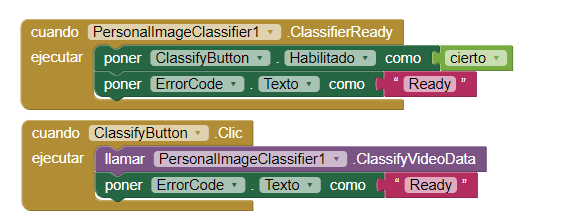 cuando PersonalImageClassifier1 .ClassifierReady
ejecutar poner ClassifyButton . Habilitado como cierto
poner ErrorCode . Texto como “ Ready ”
cuando ClassifyButton .Clic
ejecutar llamar PersonalImageClassifier1 .ClassifyVideoData
poner ErrorCode . Texto como “ Ready ”